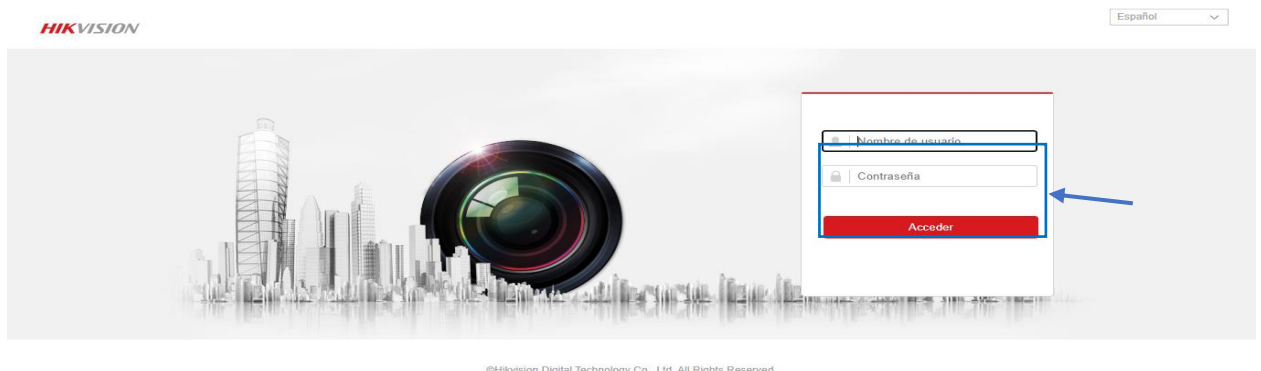 HIKVISION
Español
Nombre de usuario
Contraseña
Acceder
©Hikvision Digital Technology Co., Ltd. All Rights Reserved.